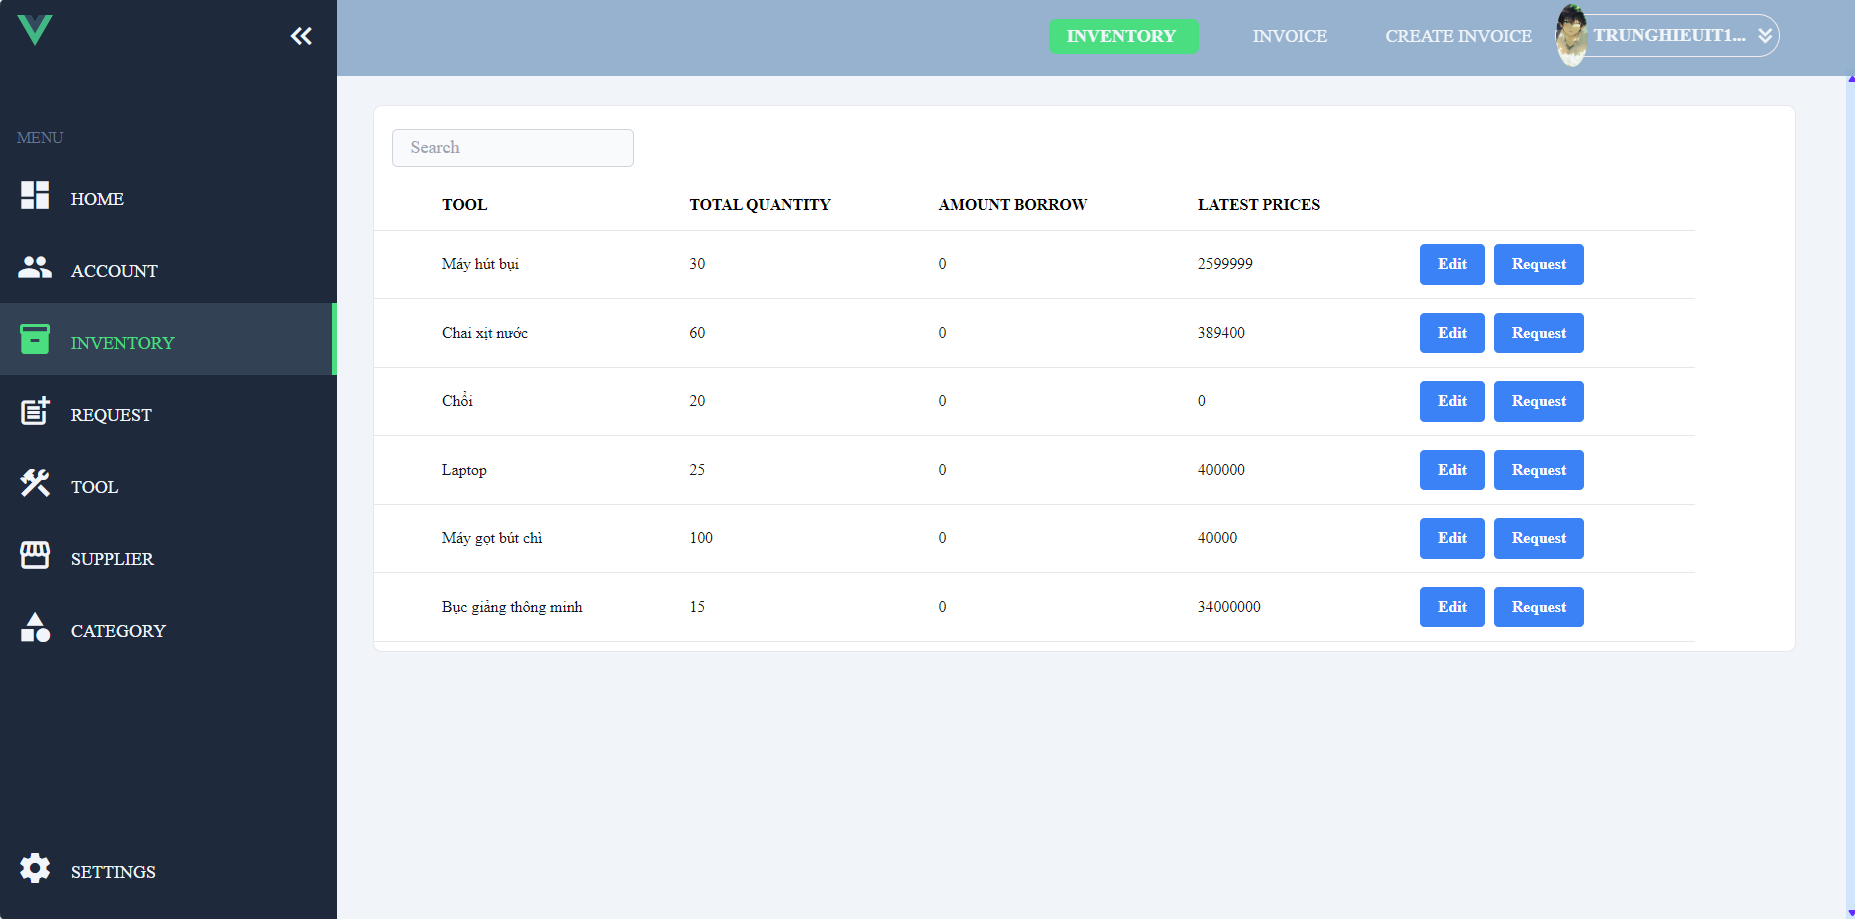 INVENTORY INVOICE CREATE INVOICE TRUNGHIEUIT1...
MENU
HOME
ACCOUNT
INVENTORY
REQUEST
TOOL
SUPPLIER
CATEGORY
SETTINGS
Search
TOOL TOTAL QUANTITY AMOUNT BORROW LATEST PRICES
Máy hút bụi 30 0 2599999 Edit Request
Chai xịt nước 60 0 389400 Edit Request
Chổi 20 0 0 Edit Request
Laptop 25 0 400000 Edit Request
Máy gọt bút chì 100 0 40000 Edit Request
Bục giảng thông minh 15 0 34000000 Edit Request